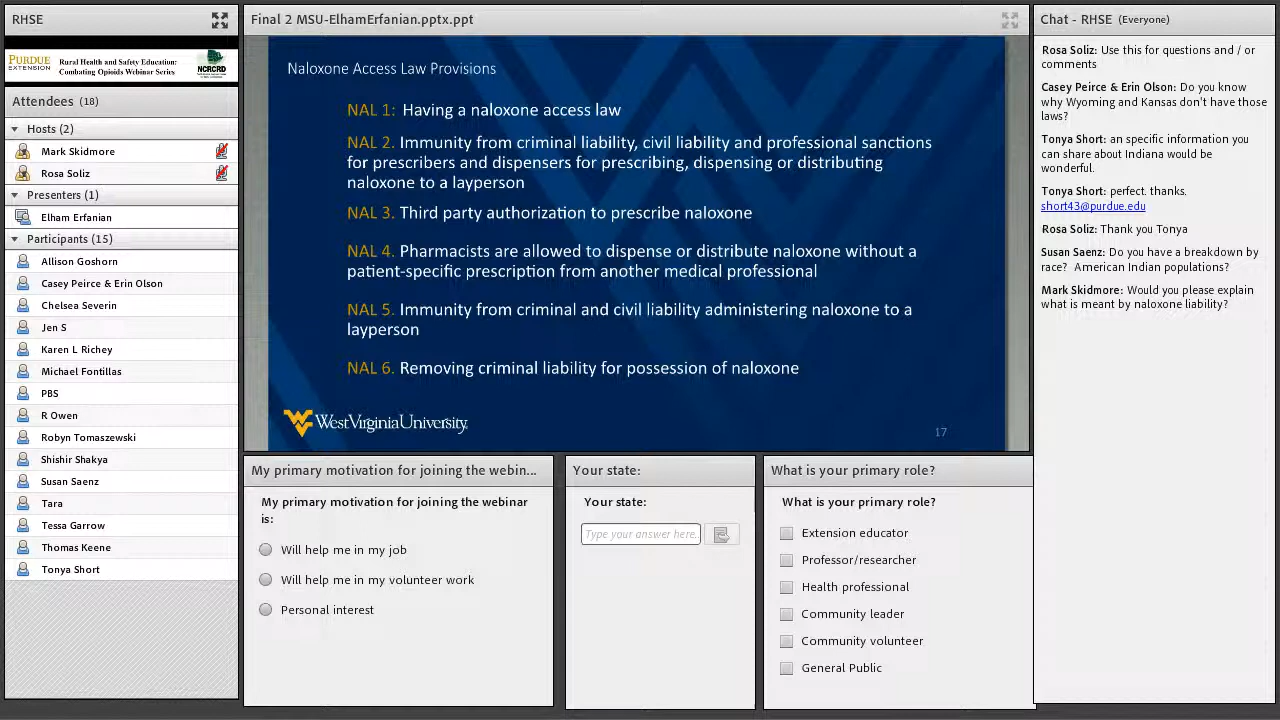 RHSE
PURDUE
EXTENSION
Rural Health and Safety Education:
Combating Opioids Webinar Series
NCRCRD
Attendees (18)
Hosts (2)
Mark Skidmore
Rosa Soliz
Presenters (1)
Elham Erfanian
Participants (15)
Allison Goshorn
Casey Peirce & Erin Olson
Chelsea Severin
Jen S
Karen L Richey
Michael Fontillas
PBS
R Owen
Robyn Tomaszewski
Shishir Shakya
Susan Saenz
Tara
Tessa Garrow
Thomas Keene
Tonya Short
Final 2 MSU-ElhamErfanian.pptx.ppt
Naloxone Access Law Provisions
NAL 1: Having a naloxone access law
NAL 2. Immunity from criminal liability, civil liability and professional sanctions
for prescribers and dispensers for prescribing, dispensing or distributing
naloxone to a layperson
NAL 3. Third party authorization to prescribe naloxone
NAL 4. Pharmacists are allowed to dispense or distribute naloxone without a
patient-specific prescription from another medical professional
NAL 5. Immunity from criminal and civil liability administering naloxone to a
layperson
NAL 6. Removing criminal liability for possession of naloxone
WestVirginiaUniversity.
17
My primary motivation for joining the webin...
My primary motivation for joining the webinar
is:
Will help me in my job
Will help me in my volunteer work
Personal interest
Your state:
Your state:
Type your answer here..
What is your primary role?
What is your primary role?
Extension educator
Professor/researcher
Health professional
Community leader
Community volunteer
General Public
Chat - RHSE (Everyone)
Rosa Soliz: Use this for questions and / or
comments
Casey Peirce & Erin Olson: Do you know
why Wyoming and Kansas don't have those
laws?
Tonya Short: an specific information you
can share about Indiana would be
wonderful.
Tonya Short: perfect. thanks.
short43@purdue.edu
Rosa Soliz: Thank you Tonya
Susan Saenz: Do you have a breakdown by
race? American Indian populations?
Mark Skidmore: Would you please explain
what is meant by naloxone liability?